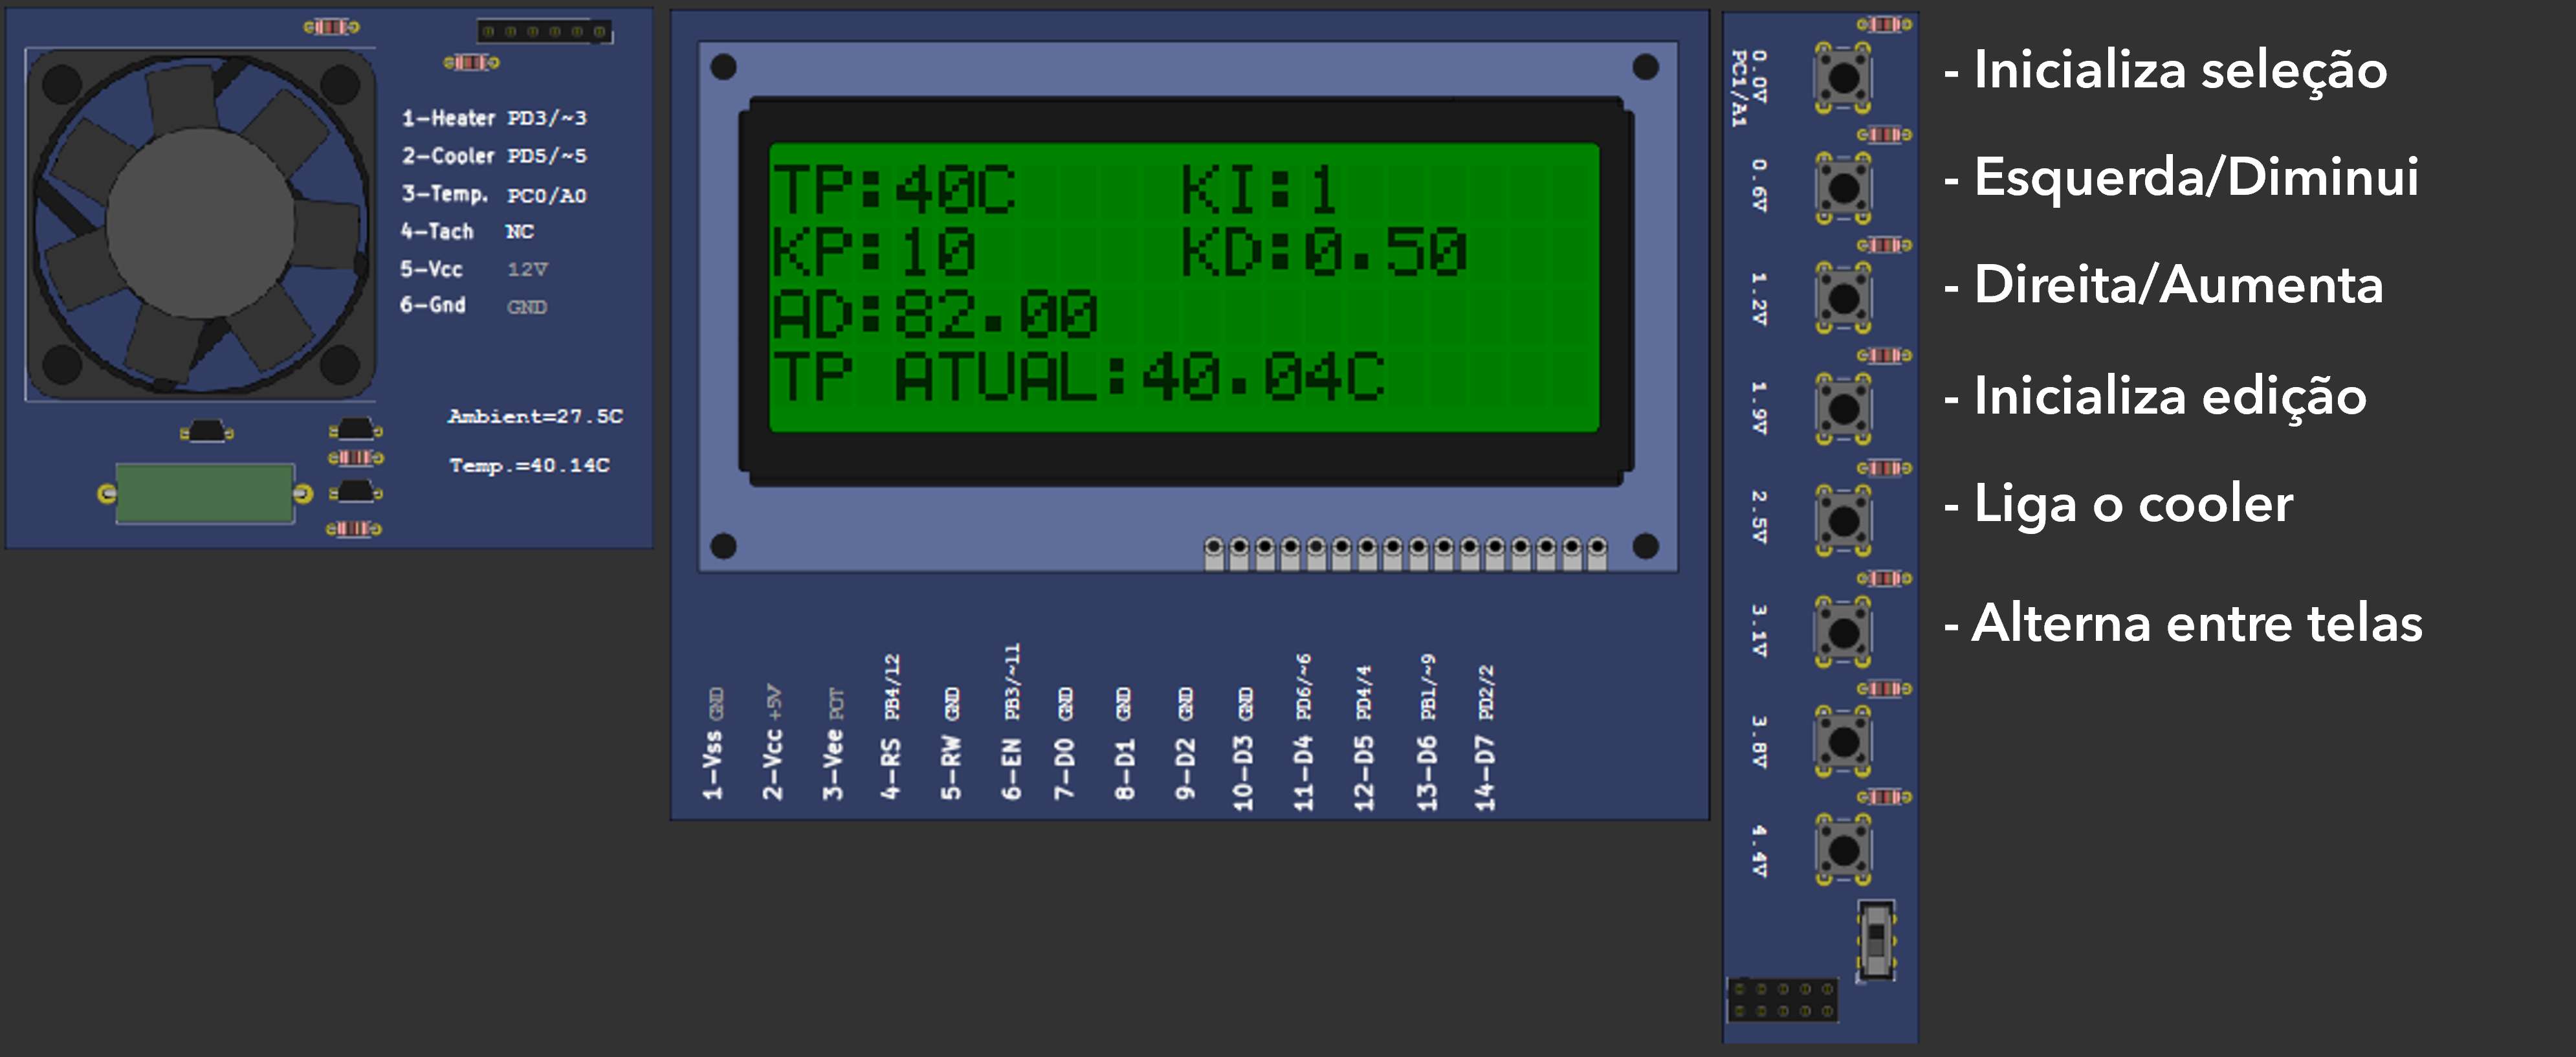 1-Heater PD3/~3
2-Cooler PD5/~5
3-Temp. PC0/A0
4-Tach NC
5-Vcc 12V
6-Gnd GND
Ambient=27.5C
Temp.=40.14C
TP:40C KI:1
KP:10 KD:0.50
AD:82.00
TP ATUAL:40.04C
1-Vss GND
2-Vcc +5V
3-Vee POT
4-RS PB4/12
5-RW GND
6-EN PB3/~11
7-D0 GND
8-D1 GND
9-D2 GND
10-D3 GND
11-D4 PD6/~6
12-D5 PD4/4
13-D6 PB1/~9
14-D7 PD2/2
PC1/A1
0.0V
0.6V
1.2V
1.9V
2.5V
3.1V
3.8V
4.4V
- Inicializa seleção
- Esquerda/Diminui
- Direita/Aumenta
- Inicializa edição
- Liga o cooler
- Alterna entre telas